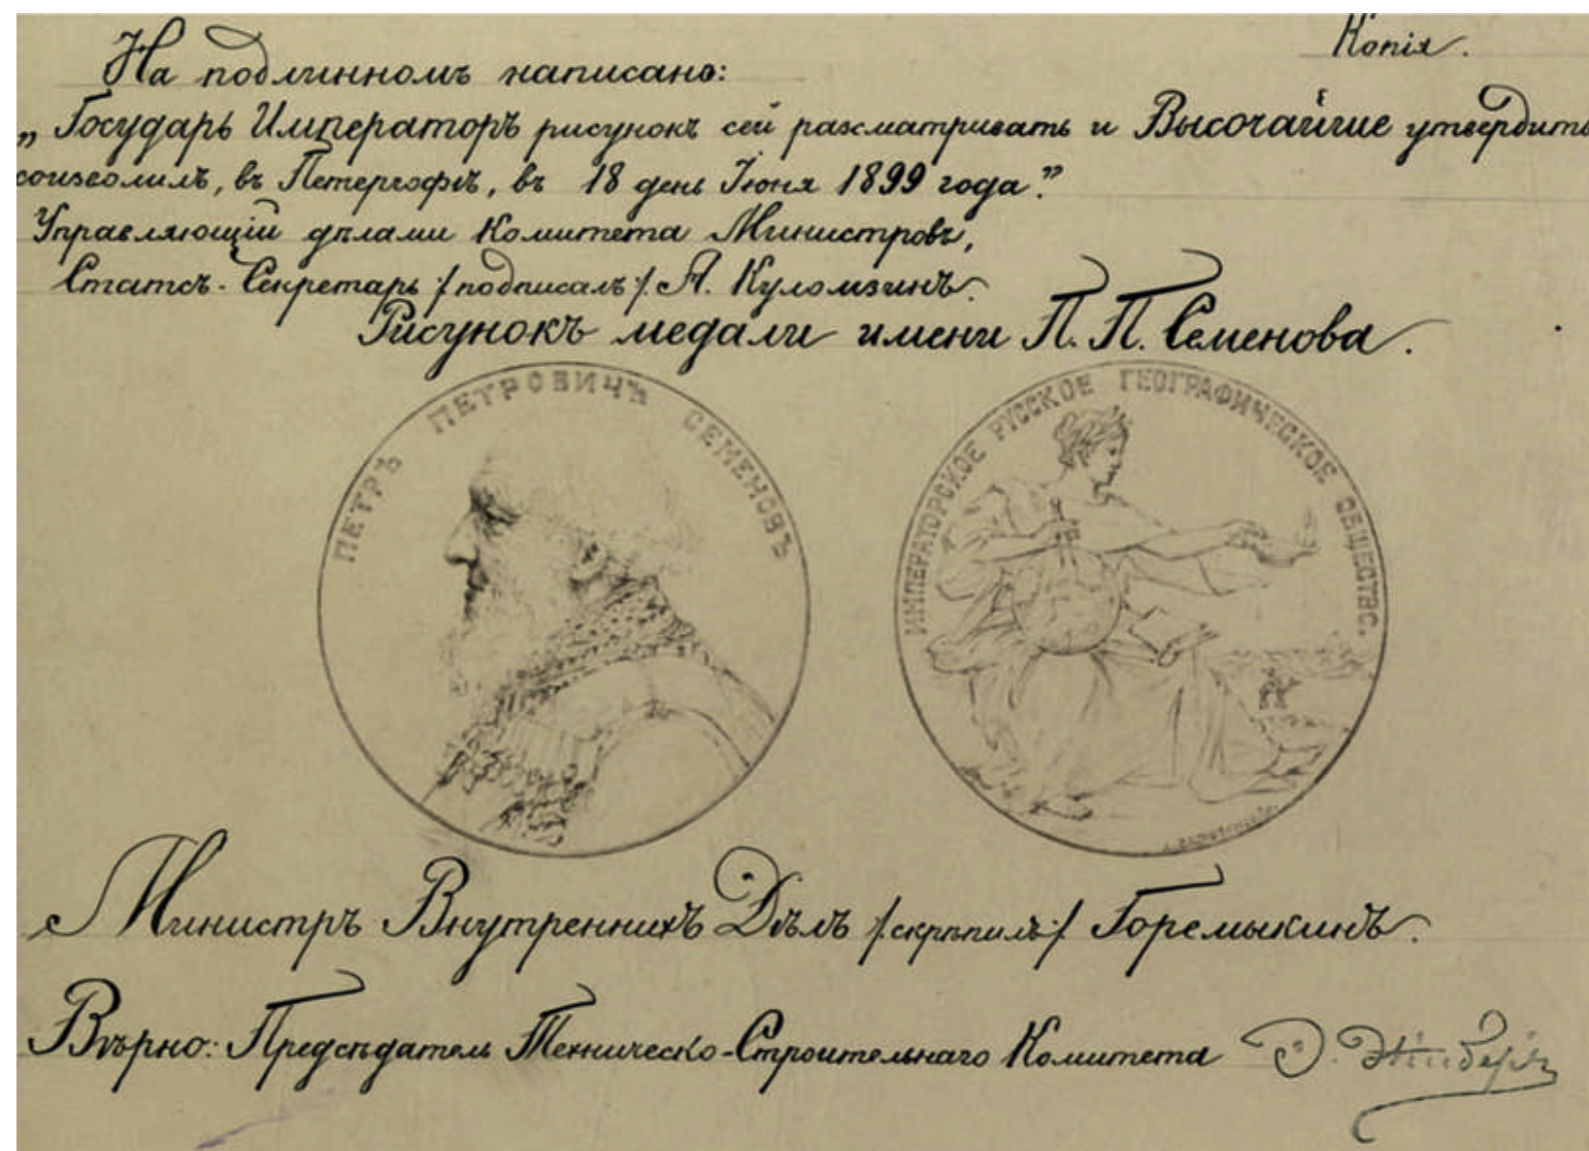 Копія.
На подлинномъ написано:
„Государь Императоръ рисунокъ сей разсматривать и Высочайше утвердить
соизволилъ, въ Петергофѣ, въ 18 день Іюня 1899 года."
Управляющій дѣлами Комитета Министровъ,
Статсъ-Секретарь /подписалъ/. А. Куломзинъ.
Рисунокъ медали имени П. П. Семенова.
ПЕТРЪ ПЕТРОВИЧЪ СЕМЕНОВЪ
ИМПЕРАТОРСКОЕ РУССКОЕ ГЕОГРАФИЧЕСКОЕ ОБЩЕСТВО.
Министръ Внутреннихъ Дѣлъ /скрѣпилъ/ Горемыкинъ.
Вѣрно: Предсѣдатель Техническо-Строительнаго Комитета